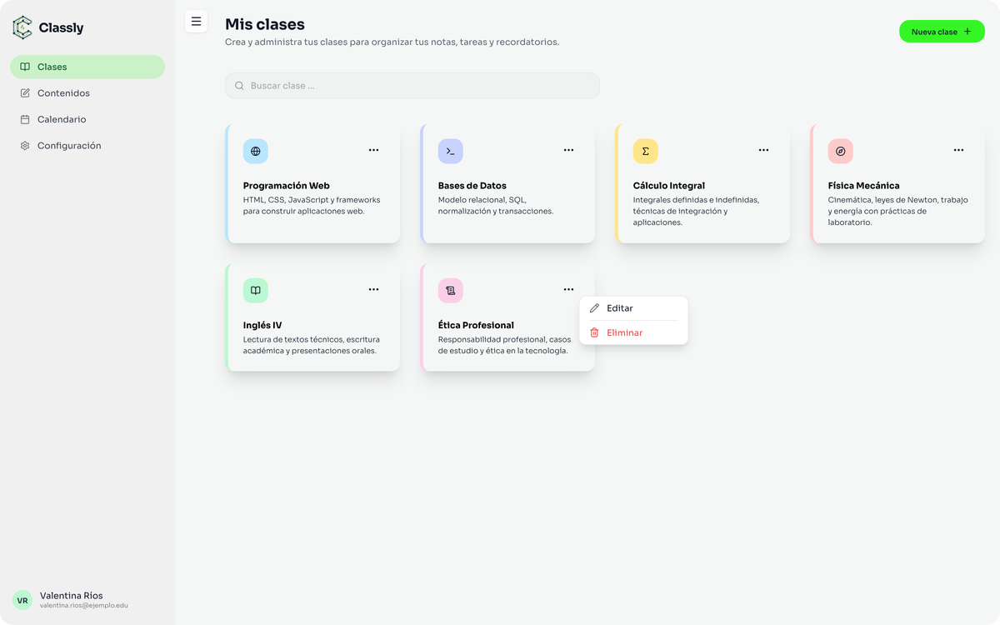 Classly
Clases
Contenidos
Calendario
Configuración
Mis clases
Crea y administra tus clases para organizar tus notas, tareas y recordatorios.
Nueva clase
Buscar clase ...
Programación Web
HTML, CSS, JavaScript y frameworks
para construir aplicaciones web.
Bases de Datos
Modelo relacional, SQL,
normalización y transacciones.
Cálculo Integral
Integrales definidas e indefinidas,
técnicas de integración y
aplicaciones.
Física Mecánica
Cinemática, leyes de Newton, trabajo
y energía con prácticas de
laboratorio.
Inglés IV
Lectura de textos técnicos, escritura
académica y presentaciones orales.
Ética Profesional
Responsabilidad profesional, casos
de estudio y ética en la tecnología.
Editar
Eliminar
VR
Valentina Ríos
valentina.rios@ejemplo.edu